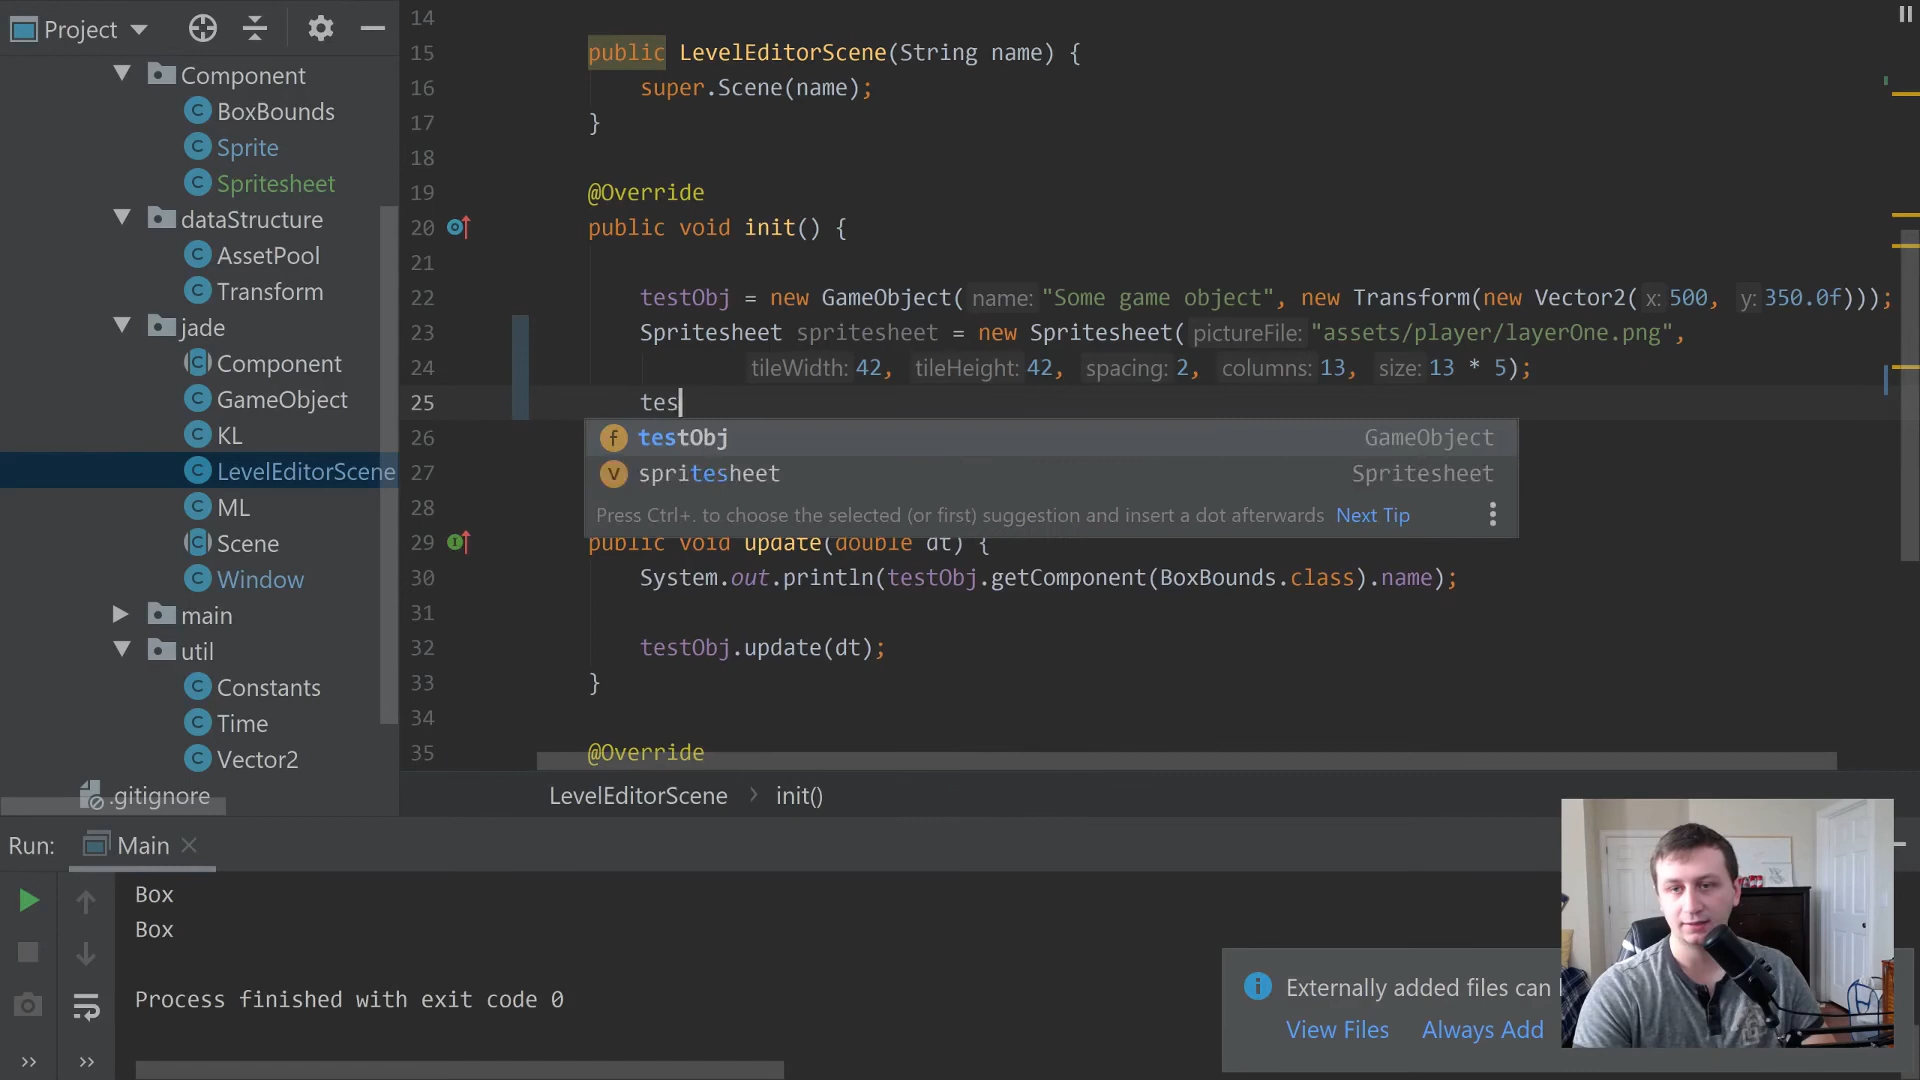 Project
Component
BoxBounds
Sprite
Spritesheet
dataStructure
AssetPool
Transform
jade
Component
GameObject
KL
LevelEditorScene
ML
Scene
Window
main
util
Constants
Time
Vector2
.gitignore
14
15 public LevelEditorScene(String name) {
16 super.Scene(name);
17 }
18
19 @Override
20 public void init() {
21
22 testObj = new GameObject( name: "Some game object", new Transform(new Vector2( x: 500, y: 350.0f)));
23 Spritesheet spritesheet = new Spritesheet( pictureFile: "assets/player/layerOne.png",
24 tileWidth: 42, tileHeight: 42, spacing: 2, columns: 13, size: 13 * 5);
25 tes
26
testObj GameObject
27
spritesheet Spritesheet
28
Press Ctrl+. to choose the selected (or first) suggestion and insert a dot afterwards Next Tip
29 public void update(double dt) {
30 System.out.println(testObj.getComponent(BoxBounds.class).name);
31
32 testObj.update(dt);
33 }
34
35 @Override
LevelEditorScene > init()
Run: Main
Box
Box
Process finished with exit code 0
Externally added files can
View Files Always Add